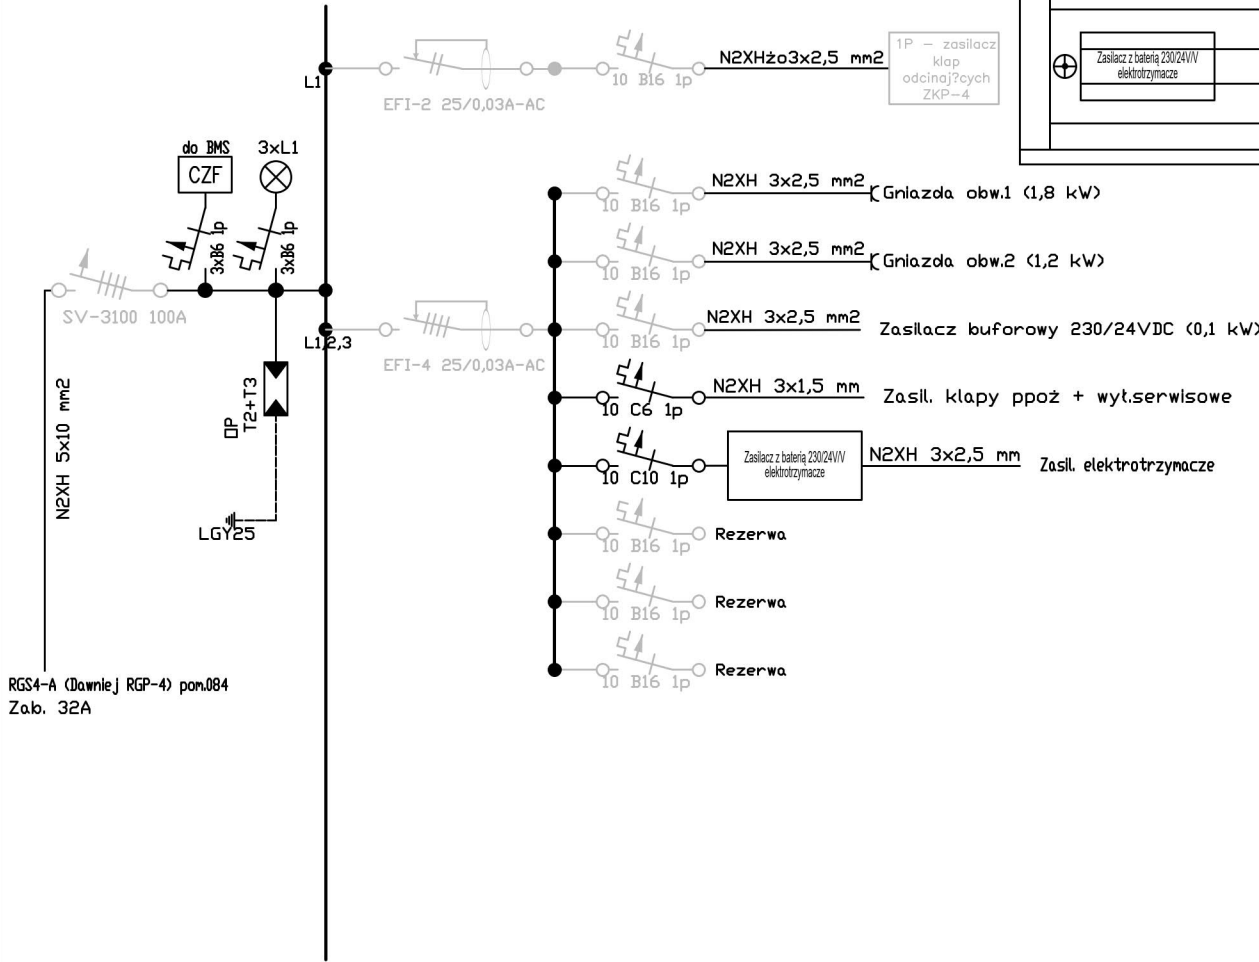 L1
EFI-2 25/0,03A-AC
10 B16 1p
N2XHżo3x2,5 mm2
1P - zasilacz
klap
odcinaj?cych
ZKP-4
Zasilacz z baterią 230/24V/V
elektrotrzymacze
do BMS
CZF
3xB6 1p
3xL1
3xB6 1p
SV-3100 100A
N2XH 5x10 mm2
OP
T2+T3
LGY25
RGS4-A (Dawniej RGP-4) pom.084
Zab. 32A
L1,2,3
EFI-4 25/0,03A-AC
10 B16 1p
N2XH 3x2,5 mm2
Gniazda obw.1 (1,8 kW)
10 B16 1p
N2XH 3x2,5 mm2
Gniazda obw.2 (1,2 kW)
10 B16 1p
N2XH 3x2,5 mm2
Zasilacz buforowy 230/24VDC (0,1 kW)
10 C6 1p
N2XH 3x1,5 mm
Zasil. klapy ppoż + wył.serwisowe
10 C10 1p
Zasilacz z baterią 230/24V/V
elektrotrzymacze
N2XH 3x2,5 mm
Zasil. elektrotrzymacze
10 B16 1p
Rezerwa
10 B16 1p
Rezerwa
10 B16 1p
Rezerwa